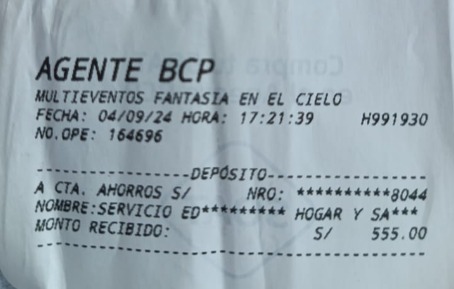 AGENTE BCP
MULTIEVENTOS FANTASIA EN EL CIELO
FECHA: 04/09/24 HORA: 17:21:39 H991930
NO.OPE: 164696
-----------------DEPÓSITO-----------------
A CTA. AHORROS S/ NRO: **********8044
NOMBRE:SERVICIO ED********* HOGAR Y SA***
MONTO RECIBIDO: S/ 555.00
------------------------------------------